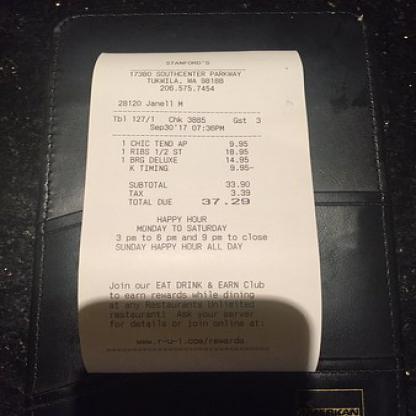 STANFORD'S
17380 SOUTHCENTER PARKWAY
TUKWILA, WA 98188
206.575.7454
28120 Janell M
Tbl 127/1 Chk 3885 Gst 3
Sep30'17 07:36PM
1 CHIC TEND AP 9.95
1 RIBS 1/2 ST 18.95
1 BRG DELUXE 14.95
K TIMING 9.95-
SUBTOTAL 33.90
TAX 3.39
TOTAL DUE 37.29
HAPPY HOUR
MONDAY TO SATURDAY
3 pm to 6 pm and 9 pm to close
SUNDAY HAPPY HOUR ALL DAY
Join our EAT DRINK & EARN Club
to earn rewards while dining
at any Restaurants Unlimited
restaurant! Ask your server
for details or join online at:
www.r-u-i.com/rewards